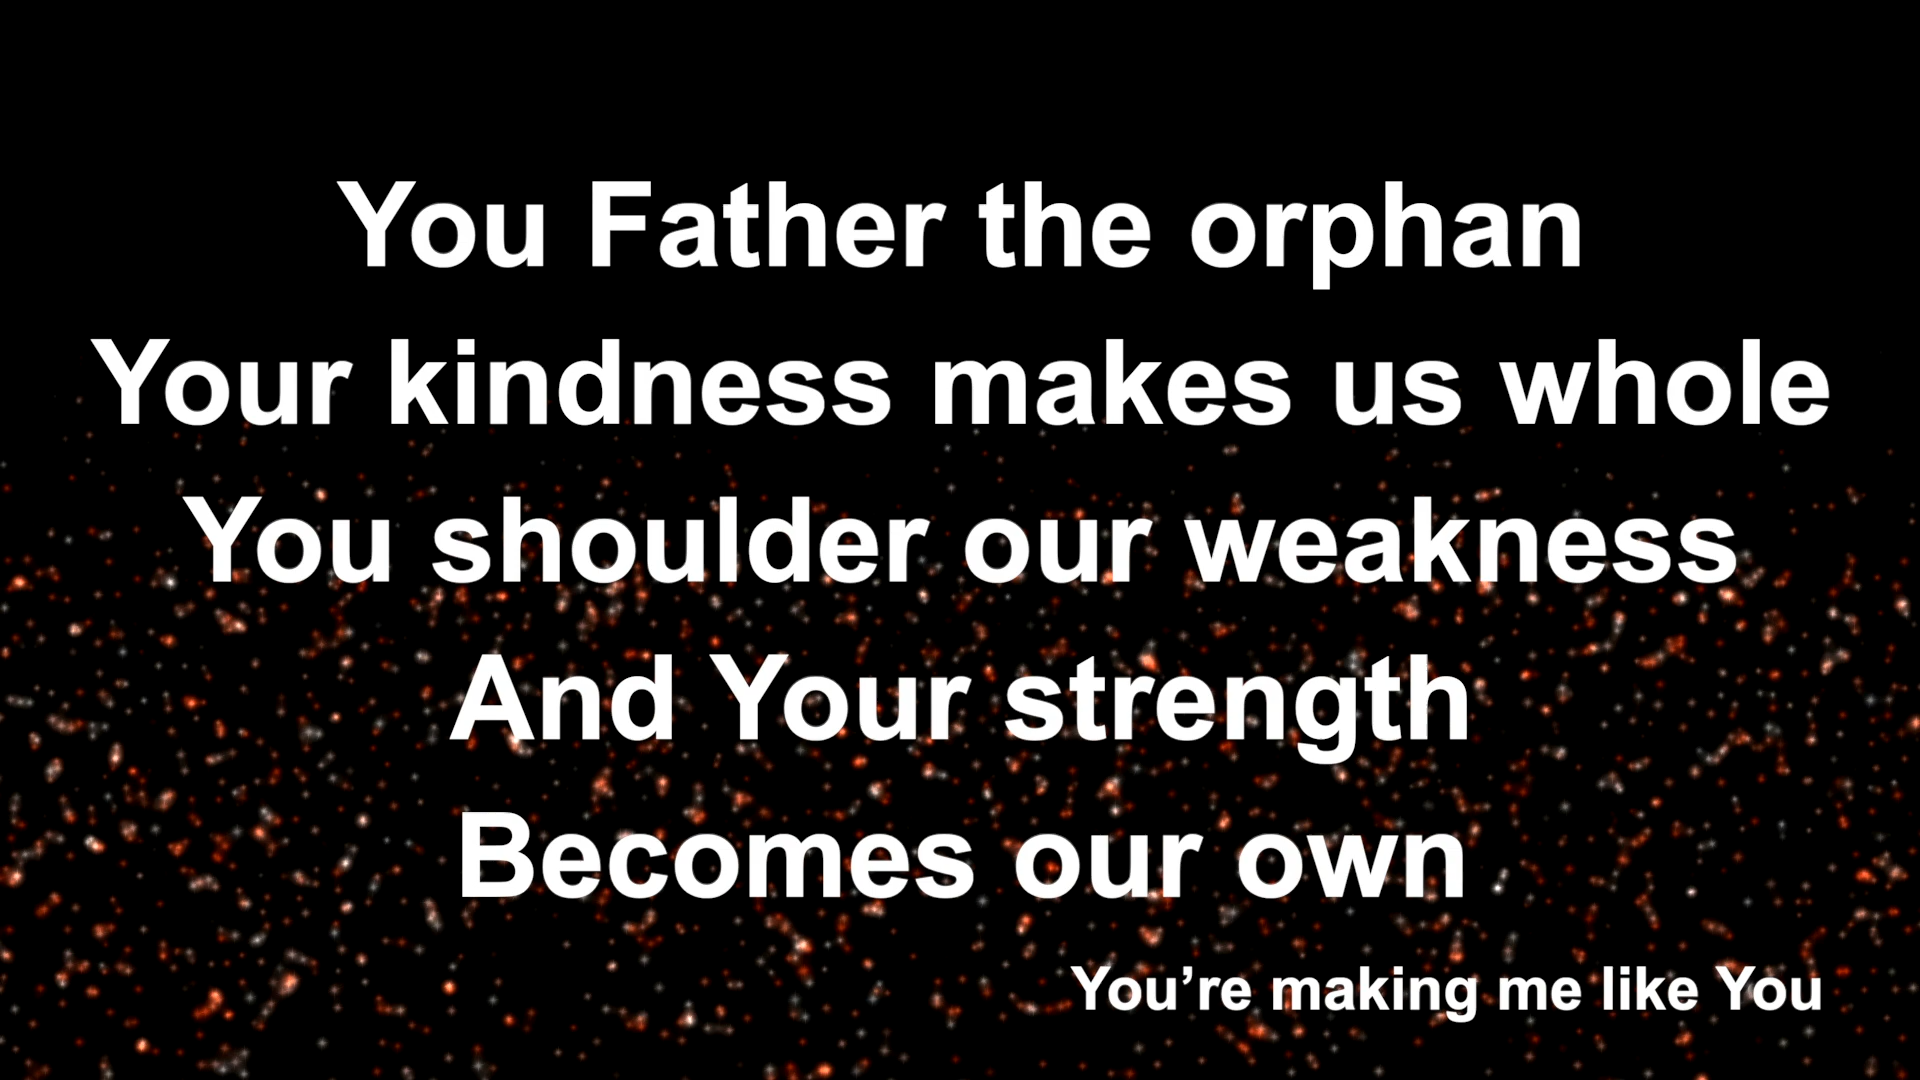 You Father the orphan
Your kindness makes us whole
You shoulder our weakness
And Your strength
Becomes our own
You’re making me like You